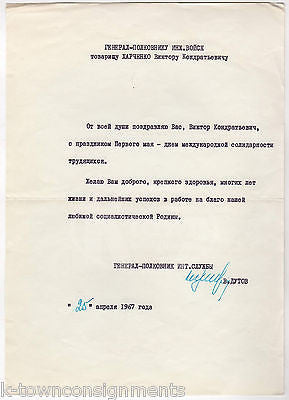 ГЕНЕРАЛ-ПОЛКОВНИКУ ИНЖ.ВОЙСК
товарищу ХАРЧЕНКО Виктору Кондратьевичу
От всей души поздравляю Вас, Виктор Кондратьевич,
с праздником Первого мая - днем международной солидарности
трудящихся.
Желаю Вам доброго, крепкого здоровья, многих лет
жизни и дальнейших успехов в работе на благо нашей
любимой социалистической Родины.
ГЕНЕРАЛ-ПОЛКОВНИК ИНТ.СЛУЖБЫ
В.ДУТОВ
"25" апреля 1967 года
k-townconsignments